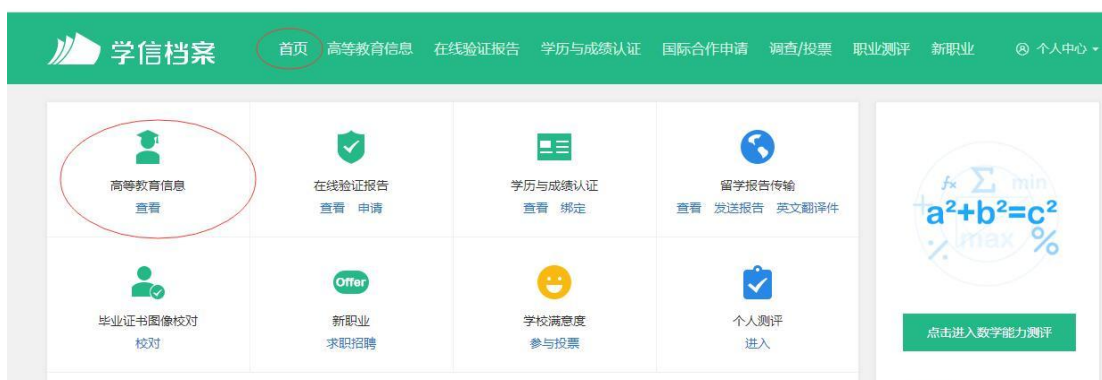 学信档案 首页 高等教育信息 在线验证报告 学历与成绩认证 国际合作申请 调查/投票 职业测评 新职业 个人中心
高等教育信息 在线验证报告 学历与成绩认证 留学报告传输
查看 查看 申请 查看 绑定 查看 发送报告 英文翻译件
fx Σ min
a²+b²=c²
max %
Offer
毕业证书图像校对 新职业 学校满意度 个人测评
校对 求职招聘 参与投票 进入
点击进入数学能力测评